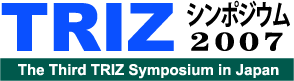 TRIZ シンポジウム
2007
The Third TRIZ Symposium in Japan